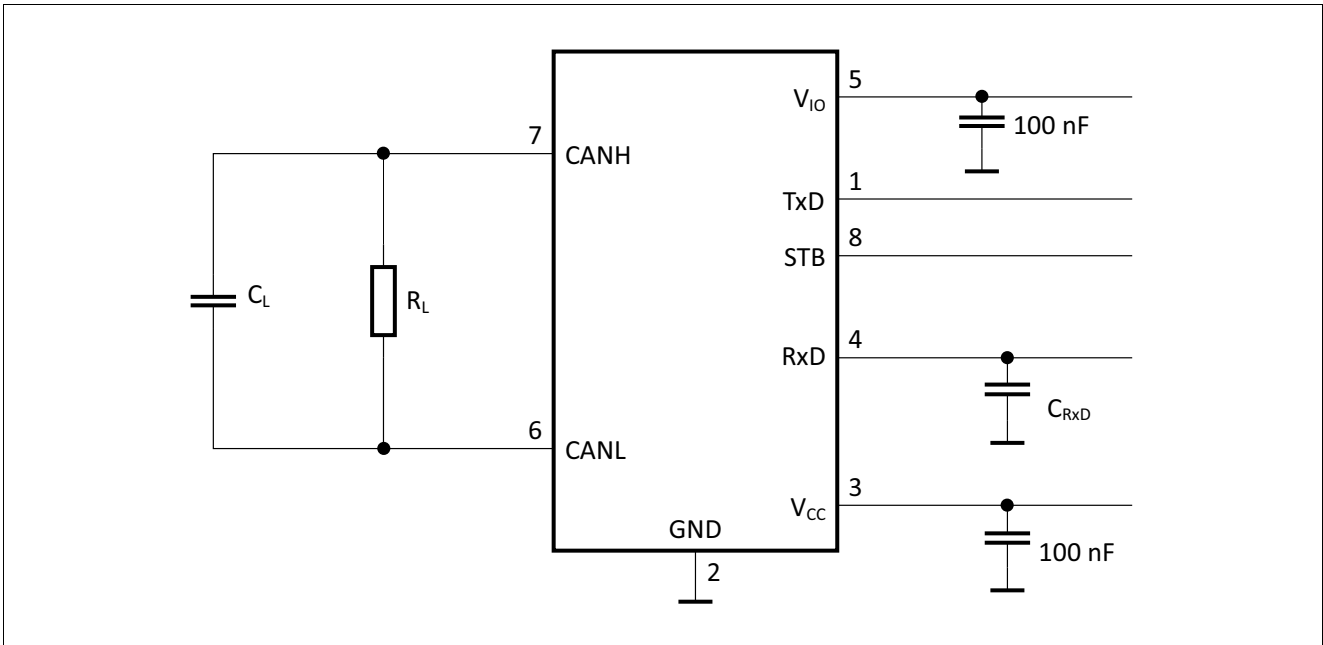 5
V_IO
100 nF
7
CANH
1
TxD
8
STB
C_L
R_L
4
RxD
C_RxD
6
CANL
3
V_CC
GND
100 nF
2